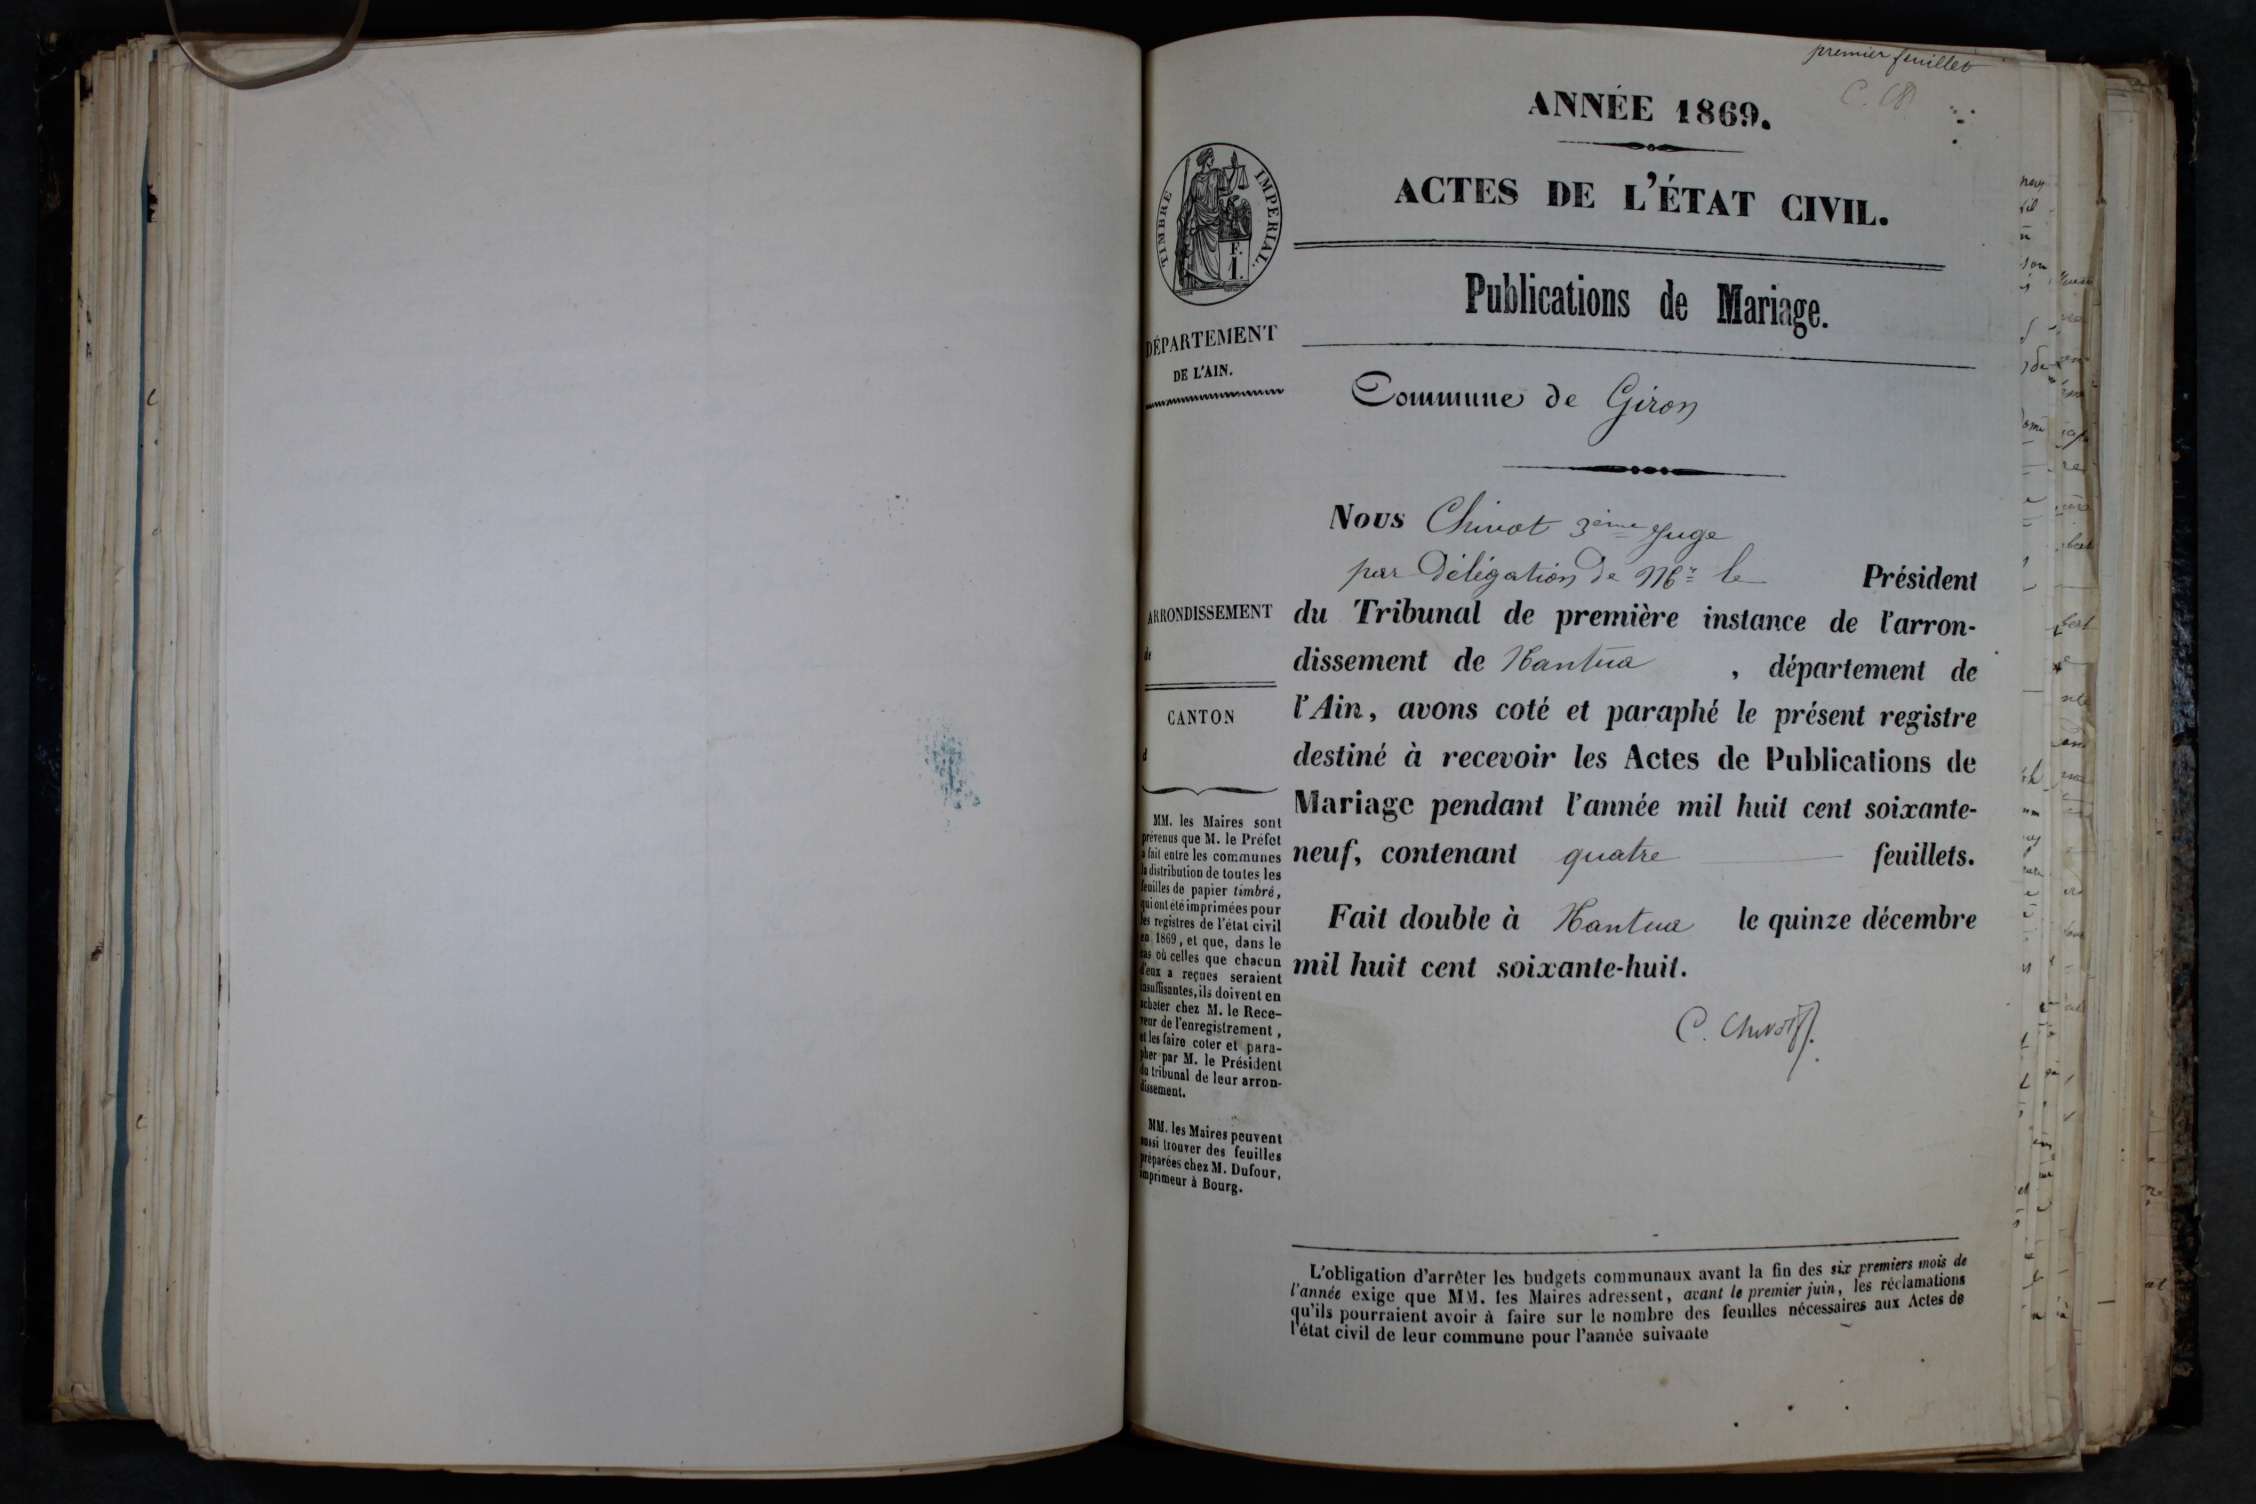 premier feuillet
ANNÉE 1869.
ACTES DE L'ÉTAT CIVIL.
TIMBRE IMPERIAL.
F. 1.
Publications de Mariage.
DÉPARTEMENT
DE L'AIN.
Commune de Giron
Nous Chivot 3ème Juge
par Délégation de Mr le Président
ARRONDISSEMENT
de
CANTON
d
du Tribunal de première instance de l'arron-
dissement de Nantua , département de
l'Ain, avons coté et paraphé le présent registre
destiné à recevoir les Actes de Publications de
Mariage pendant l'année mil huit cent soixante-
neuf, contenant quatre feuillets.
Fait double à Nantua le quinze décembre
mil huit cent soixante-huit.
C. Chivot
MM. les Maires sont
prévenus que M. le Préfet
a fait entre les communes
la distribution de toutes les
feuilles de papier timbré,
qui ont été imprimées pour
les registres de l'état civil
en 1869, et que, dans le
cas où celles que chacun
d'eux a reçues seraient
insuffisantes, ils doivent en
acheter chez M. le Rece-
veur de l'enregistrement,
et les faire coter et para-
pher par M. le Président
du tribunal de leur arron-
dissement.
MM. les Maires peuvent
aussi trouver des feuilles
préparées chez M. Dufour,
imprimeur à Bourg.
L'obligation d'arrêter les budgets communaux avant la fin des six premiers mois de
l'année exige que MM. les Maires adressent, avant le premier juin, les réclamations
qu'ils pourraient avoir à faire sur le nombre des feuilles nécessaires aux Actes de
l'état civil de leur commune pour l'année suivante